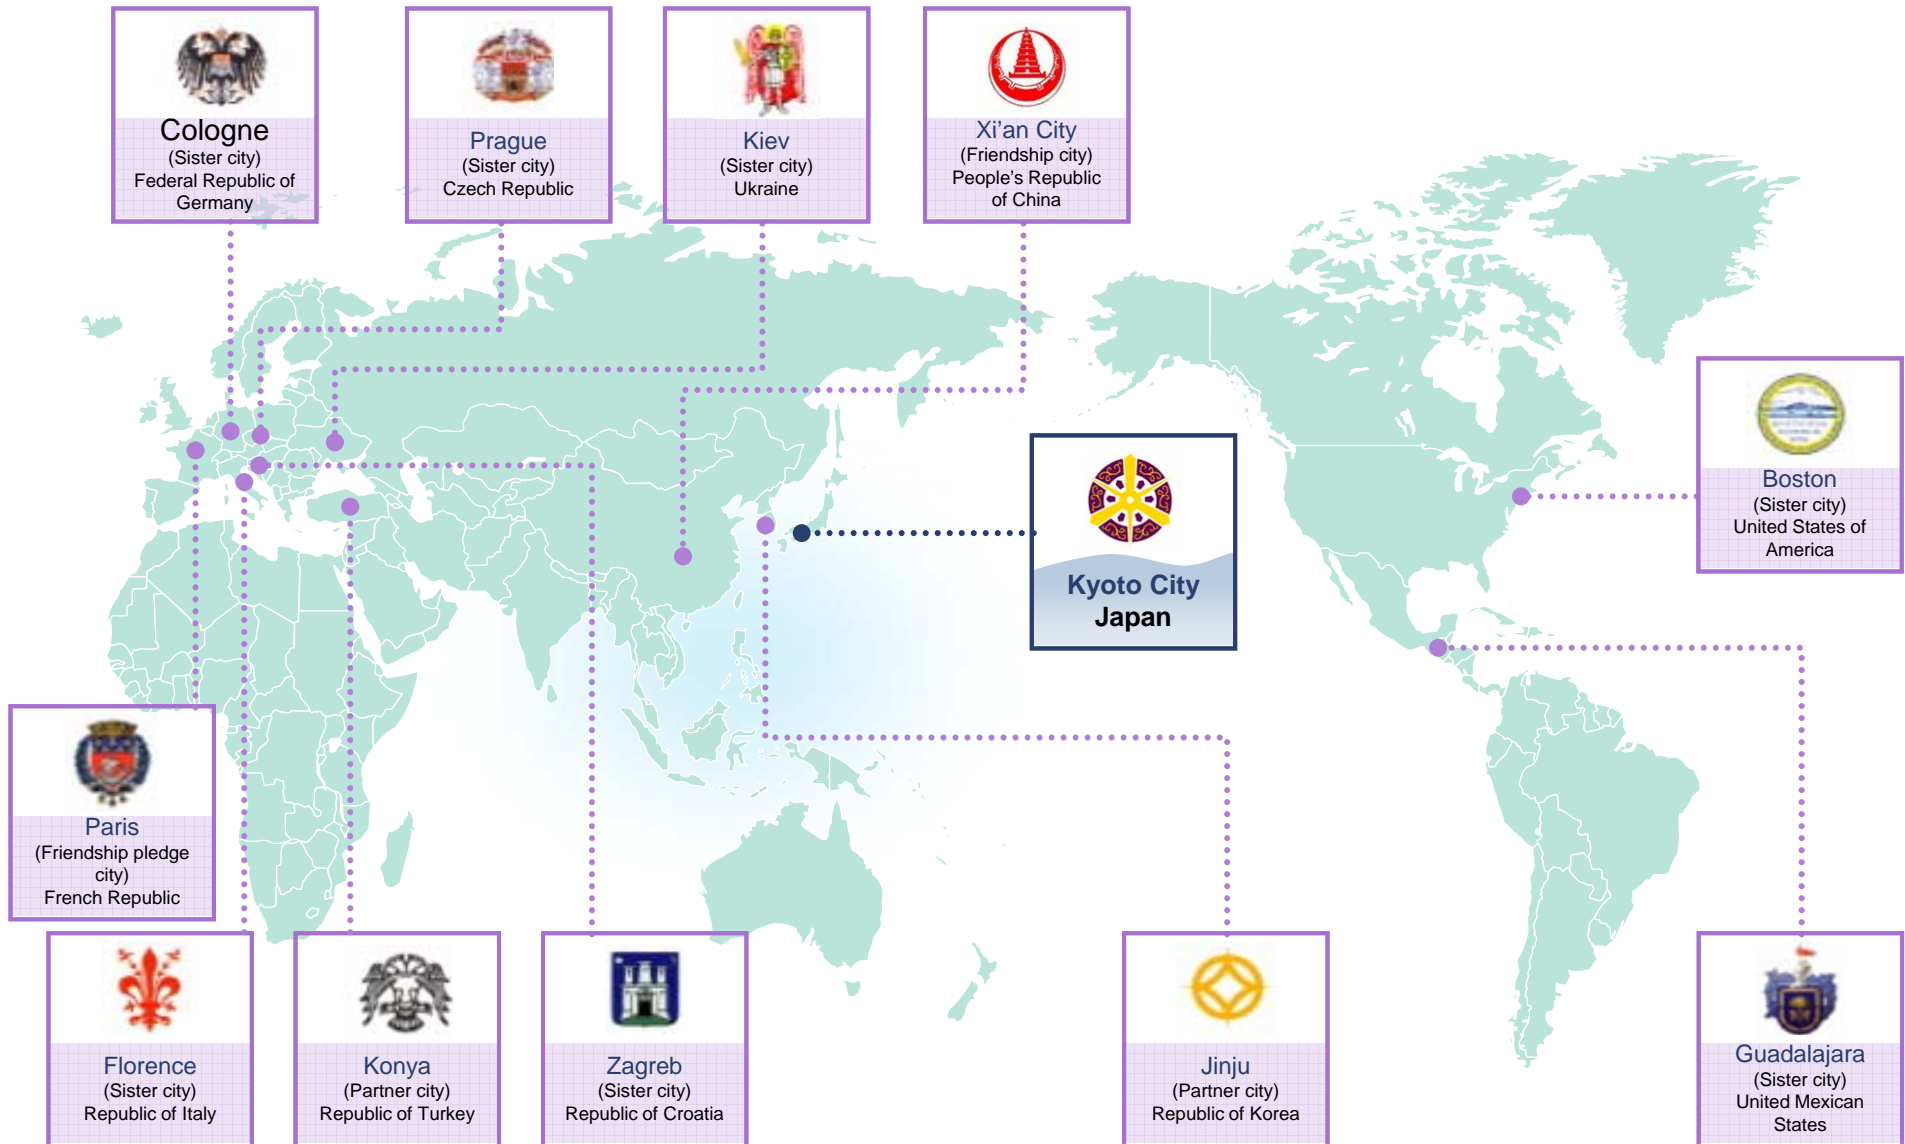 Cologne
(Sister city)
Federal Republic of
Germany
Prague
(Sister city)
Czech Republic
Kiev
(Sister city)
Ukraine
Xi’an City
(Friendship city)
People’s Republic
of China
Boston
(Sister city)
United States of
America
Kyoto City
Japan
Paris
(Friendship pledge
city)
French Republic
Florence
(Sister city)
Republic of Italy
Konya
(Partner city)
Republic of Turkey
Zagreb
(Sister city)
Republic of Croatia
Jinju
(Partner city)
Republic of Korea
Guadalajara
(Sister city)
United Mexican
States